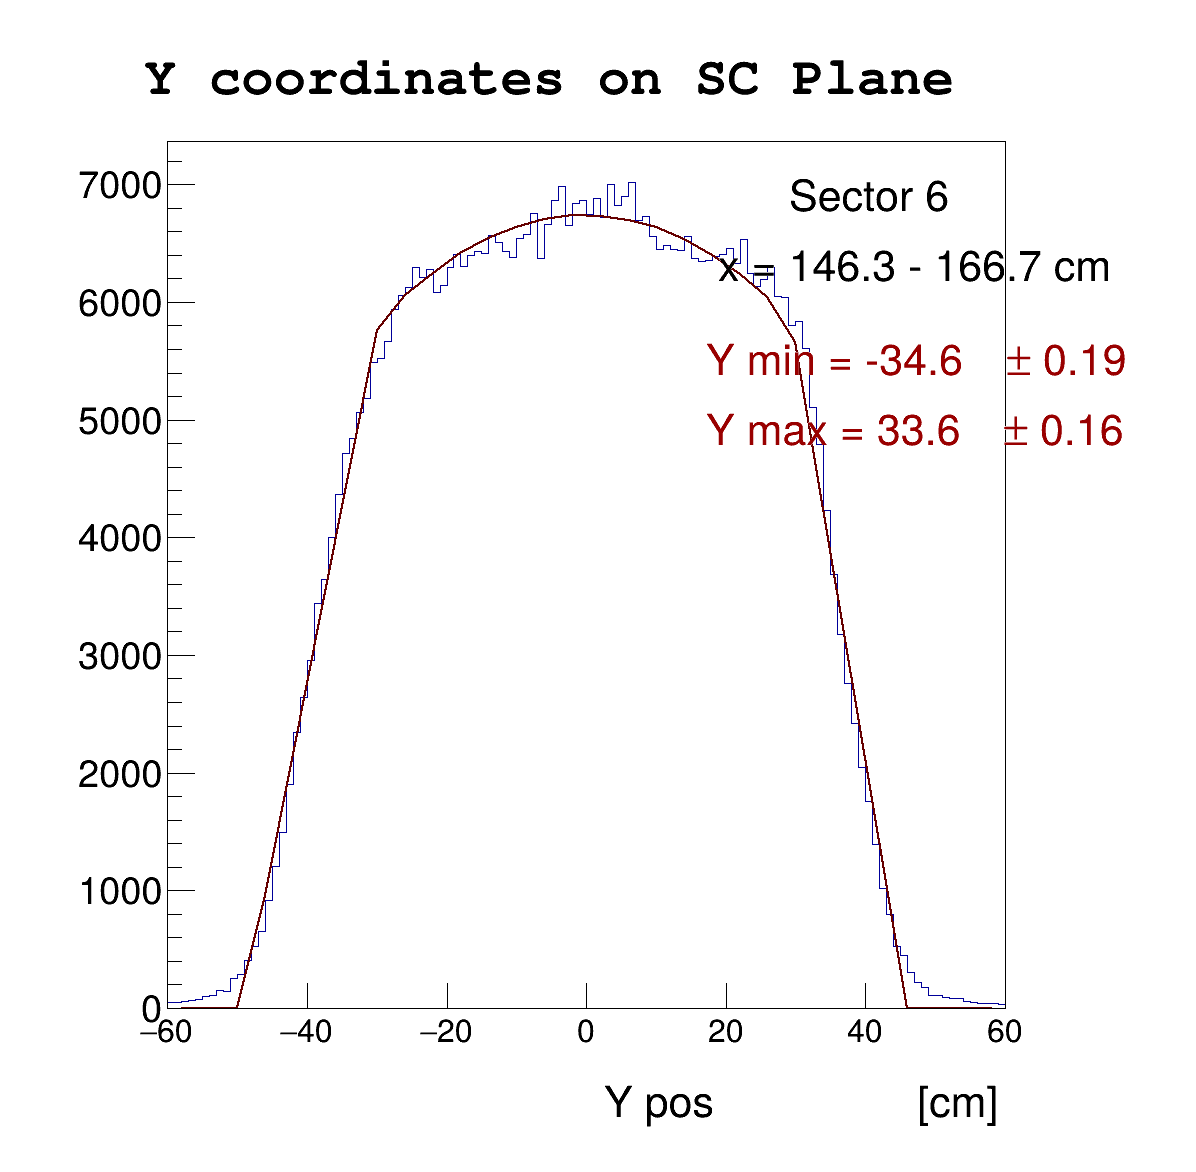 Y coordinates on SC Plane
7000
6000
5000
4000
3000
2000
1000
0
Sector 6
x = 146.3 - 166.7 cm
Y min = -34.6 ± 0.19
Y max = 33.6 ± 0.16
−60 −40 −20 0 20 40 60
Y pos [cm]